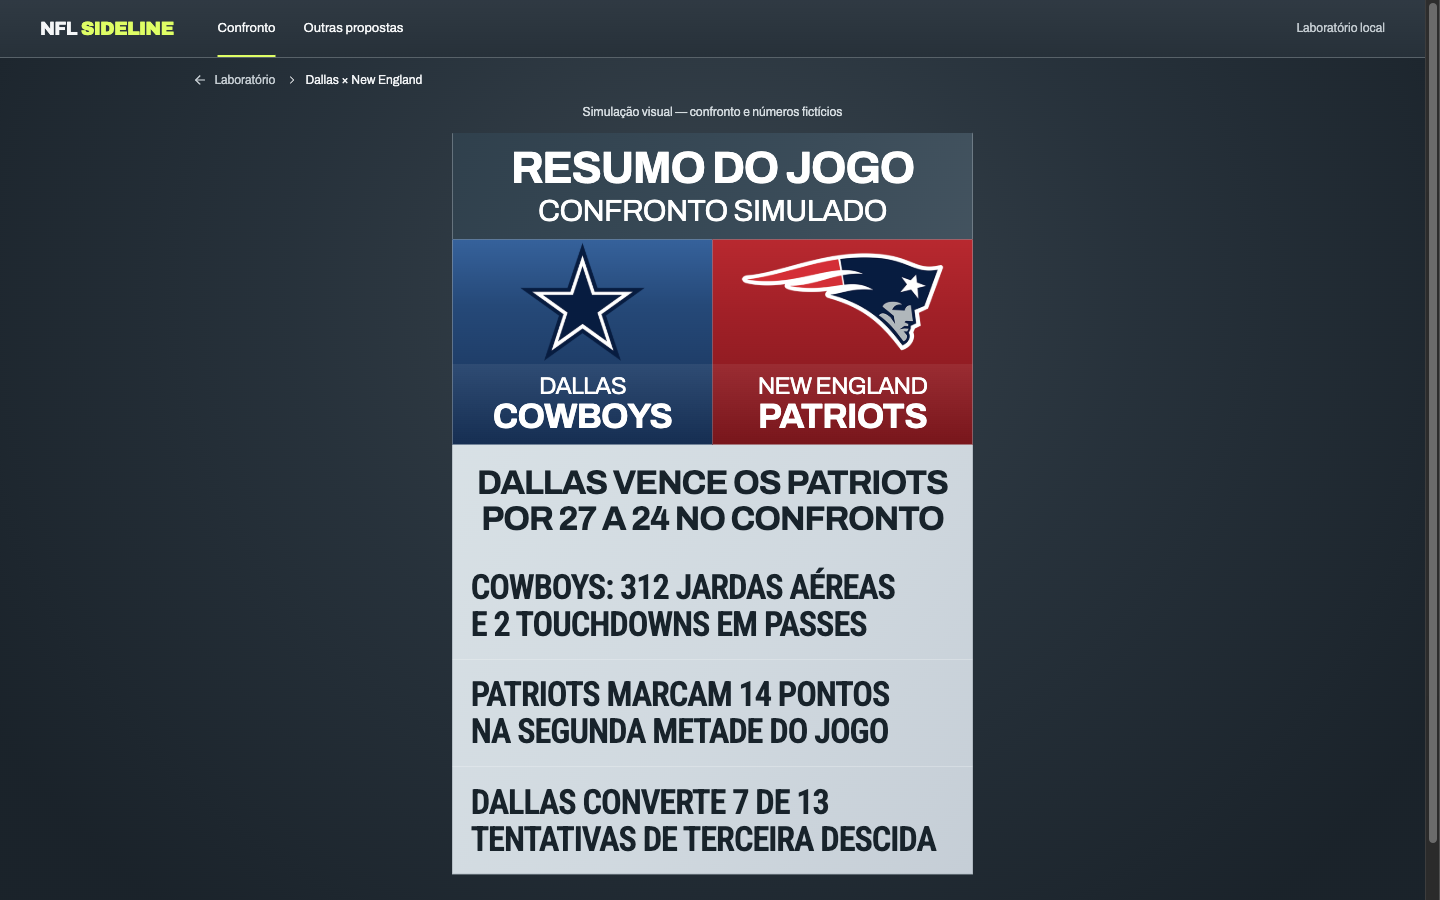 NFL SIDELINE
Confronto
Outras propostas
Laboratório local
Laboratório
Dallas × New England
Simulação visual — confronto e números fictícios
RESUMO DO JOGO
CONFRONTO SIMULADO
DALLAS
COWBOYS
NEW ENGLAND
PATRIOTS
DALLAS VENCE OS PATRIOTS
POR 27 A 24 NO CONFRONTO
COWBOYS: 312 JARDAS AÉREAS
E 2 TOUCHDOWNS EM PASSES
PATRIOTS MARCAM 14 PONTOS
NA SEGUNDA METADE DO JOGO
DALLAS CONVERTE 7 DE 13
TENTATIVAS DE TERCEIRA DESCIDA